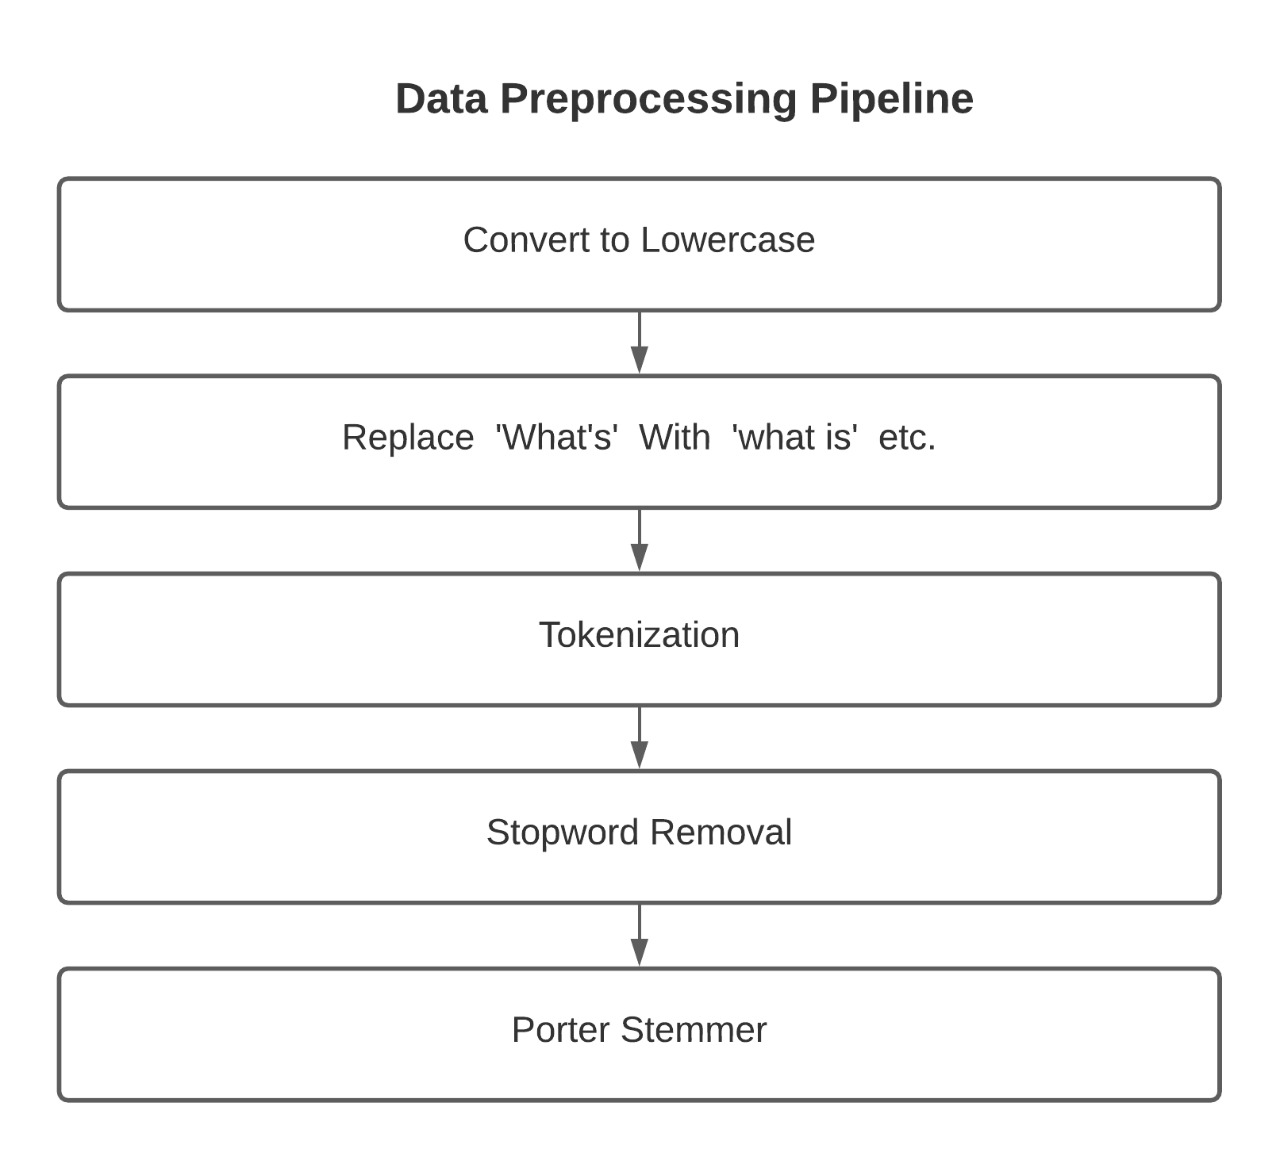 Data Preprocessing Pipeline
Convert to Lowercase
Replace 'What's' With 'what is' etc.
Tokenization
Stopword Removal
Porter Stemmer